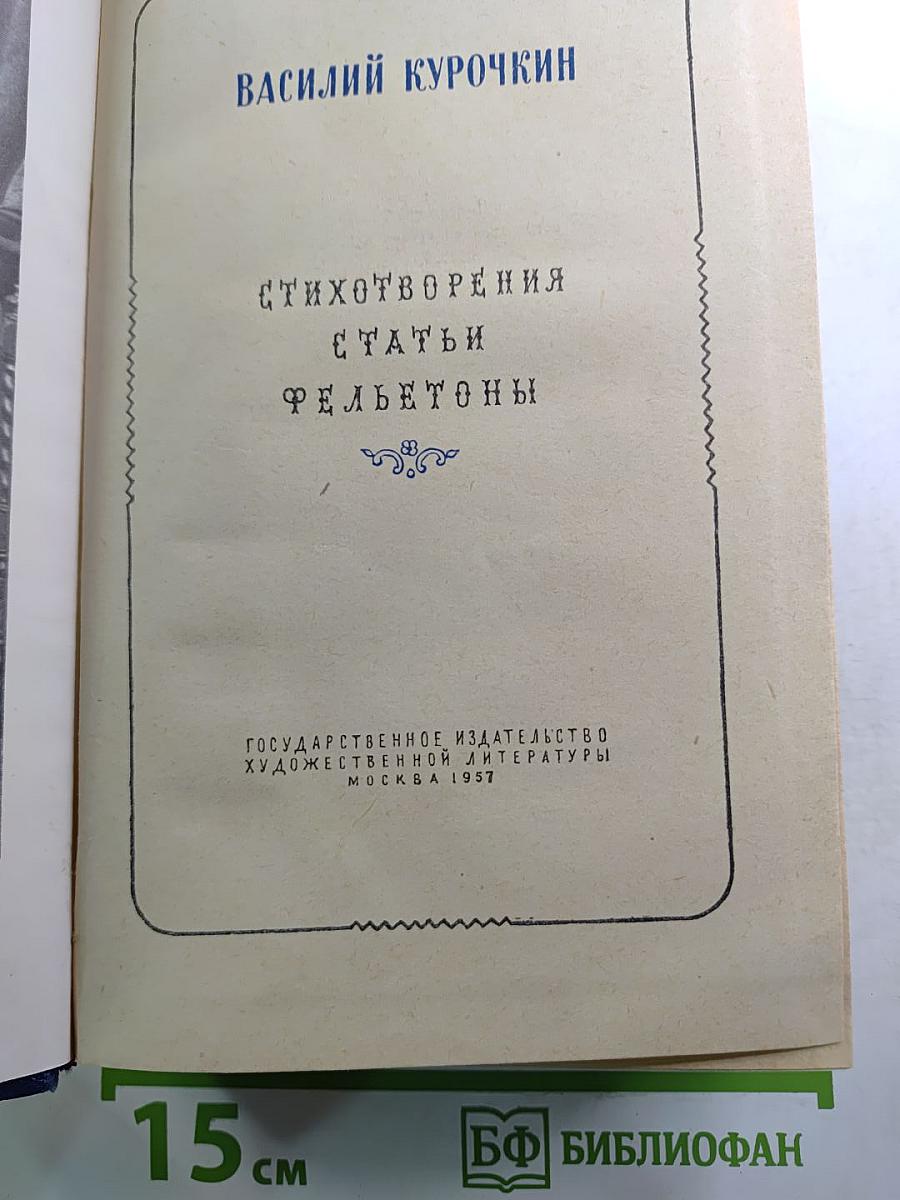 ВАСИЛИЙ КУРОЧКИН
СТИХОТВОРЕНИЯ
СТАТЬИ
ФЕЛЬЕТОНЫ
ГОСУДАРСТВЕННОЕ ИЗДАТЕЛЬСТВО
ХУДОЖЕСТВЕННОЙ ЛИТЕРАТУРЫ
МОСКВА 1957
15 см
БФ БИБЛИОФАН